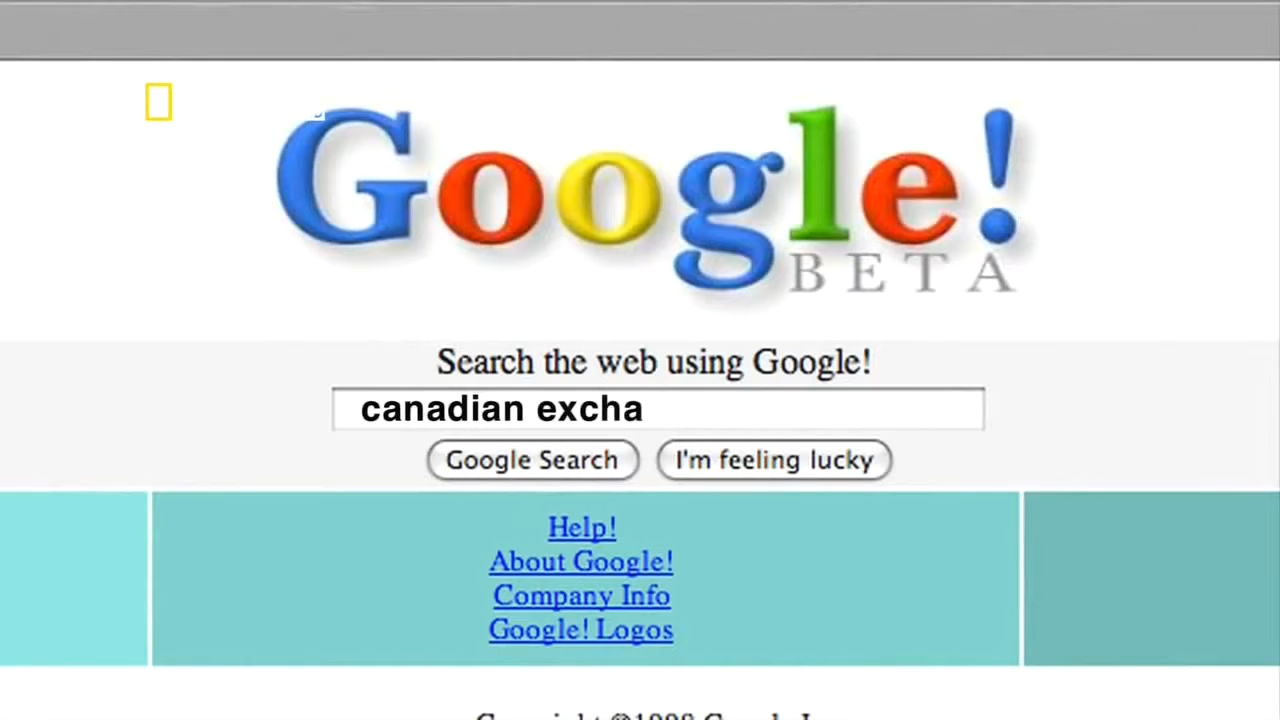 Google!
BETA
Search the web using Google!
canadian excha
Google Search
I'm feeling lucky
Help!
About Google!
Company Info
Google! Logos